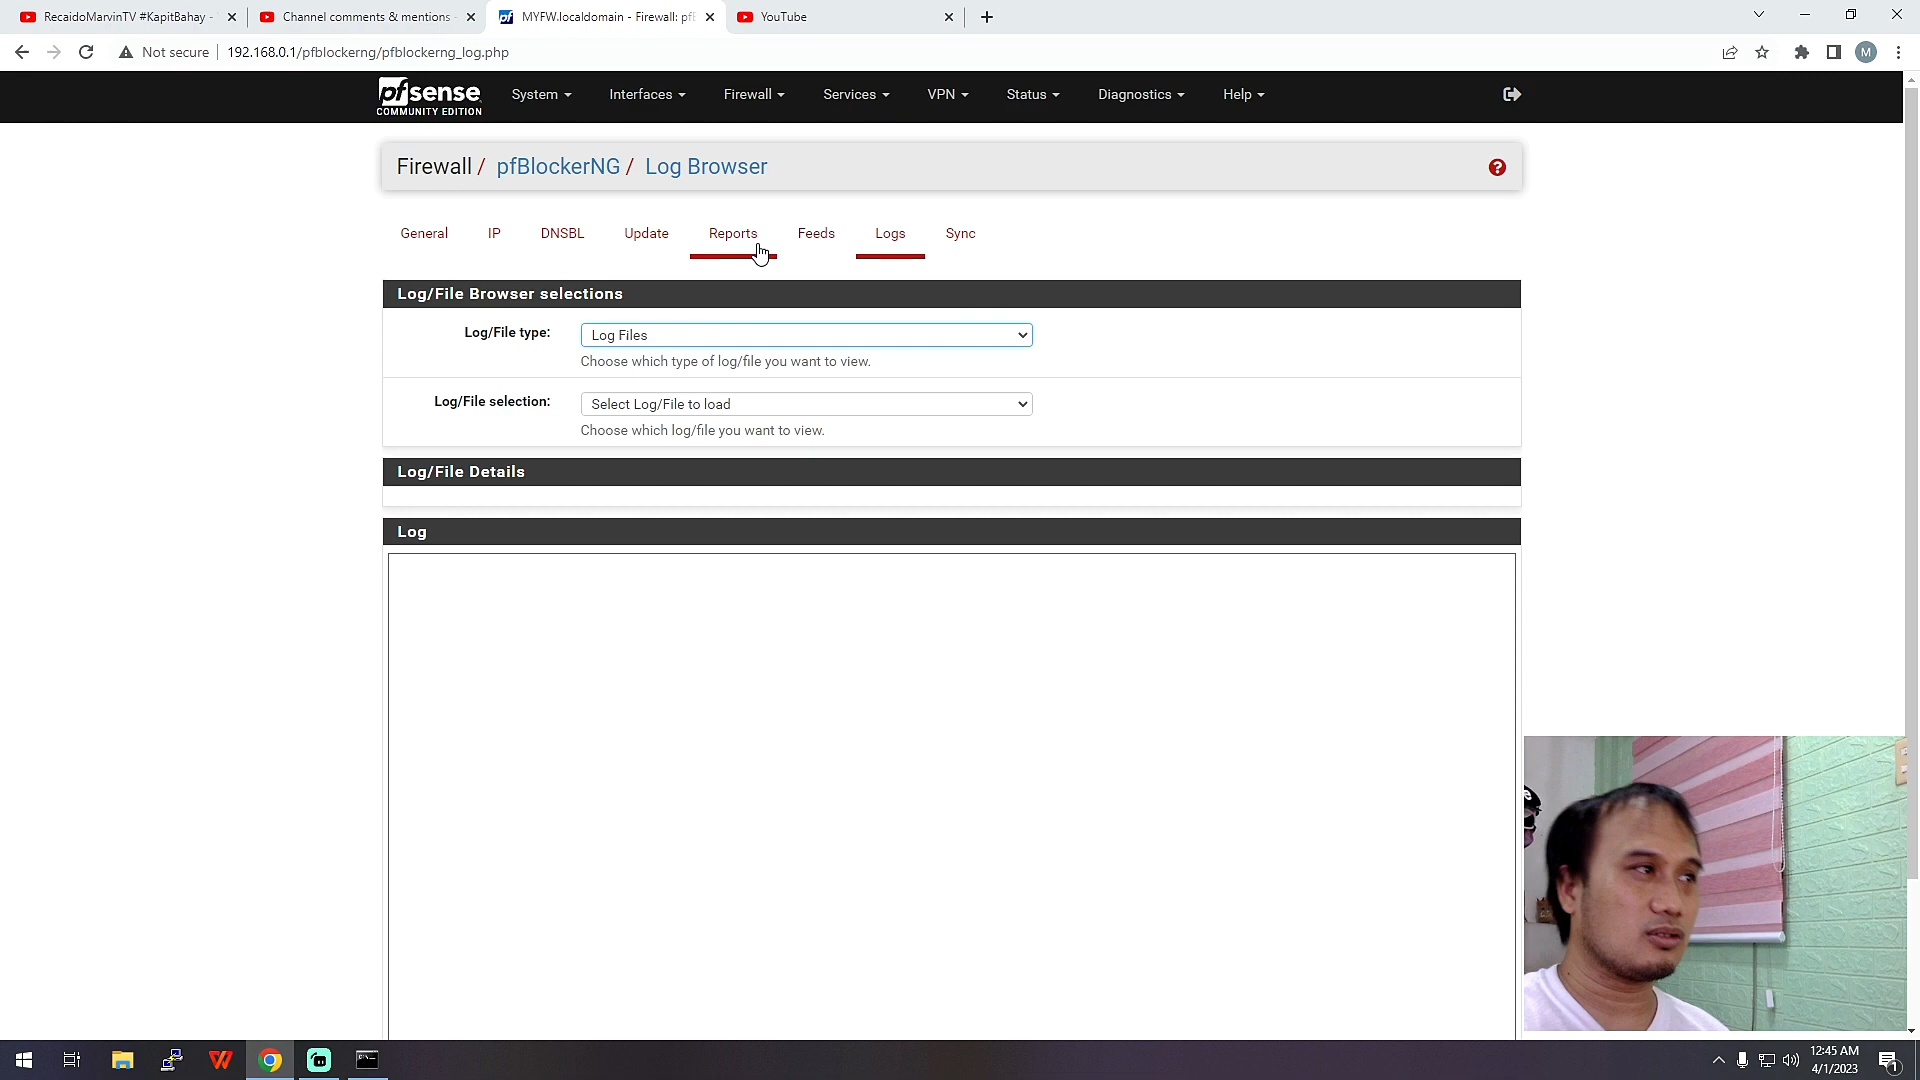 RecaidoMarvinTV #KapitBahay -
Channel comments & mentions
MYFW.localdomain - Firewall: pf
YouTube
Not secure
192.168.0.1/pfblockerng/pfblockerng_log.php
M
pfsense
COMMUNITY EDITION
System
Interfaces
Firewall
Services
VPN
Status
Diagnostics
Help
Firewall / pfBlockerNG / Log Browser
General
IP
DNSBL
Update
Reports
Feeds
Logs
Sync
Log/File Browser selections
Log/File type:
Log Files
Choose which type of log/file you want to view.
Log/File selection:
Select Log/File to load
Choose which log/file you want to view.
Log/File Details
Log
12:45 AM
4/1/2023
1